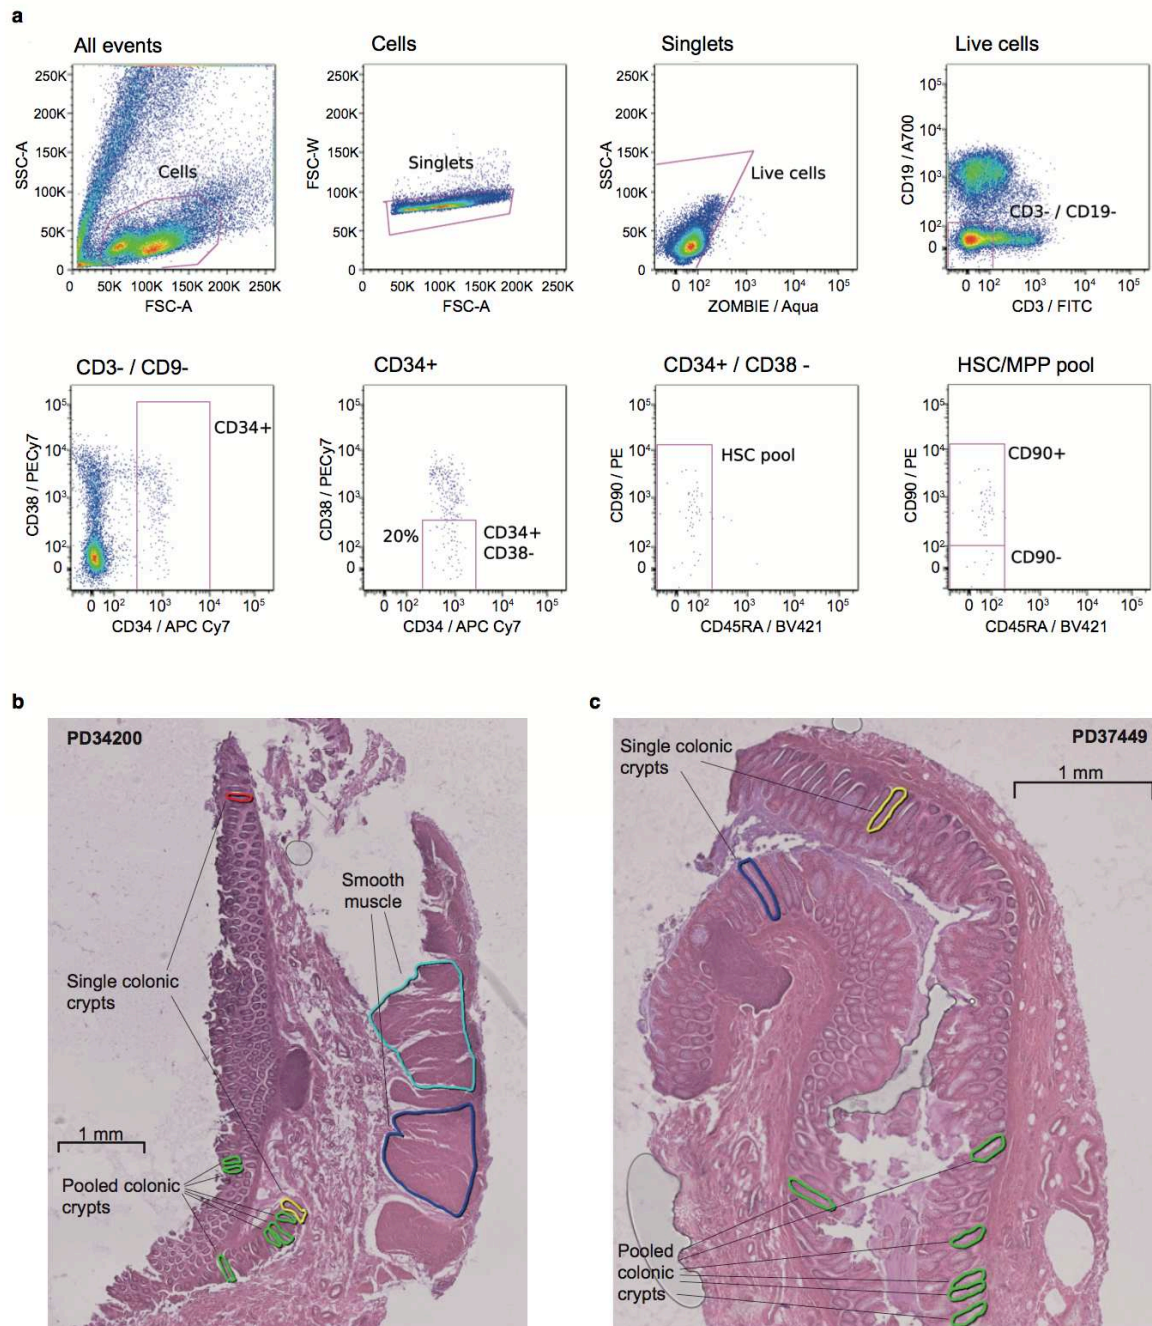 a
All events
250K
200K
150K
100K
50K
0
SSC-A
Cells
0 50K 100K 150K 200K 250K
FSC-A
Cells
250K
200K
150K
100K
50K
0
FSC-W
Singlets
0 50K 100K 150K 200K 250K
FSC-A
Singlets
250K
200K
150K
100K
50K
0
SSC-A
Live cells
0 10² 10³ 10⁴ 10⁵
ZOMBIE / Aqua
Live cells
10⁵
10⁴
10³
10²
0
CD19 / A700
CD3- / CD19-
0 10² 10³ 10⁴ 10⁵
CD3 / FITC
CD3- / CD9-
10⁵
10⁴
10³
10²
0
CD38 / PECy7
CD34+
0 10² 10³ 10⁴ 10⁵
CD34 / APC Cy7
CD34+
10⁵
10⁴
10³
10²
0
CD38 / PECy7
20%
CD34+
CD38-
0 10² 10³ 10⁴ 10⁵
CD34 / APC Cy7
CD34+ / CD38 -
10⁵
10⁴
10³
10²
0
CD90 / PE
HSC pool
0 10² 10³ 10⁴ 10⁵
CD45RA / BV421
HSC/MPP pool
10⁵
10⁴
10³
10²
0
CD90 / PE
CD90+
CD90-
0 10² 10³ 10⁴ 10⁵
CD45RA / BV421
b
PD34200
Smooth
muscle
Single colonic
crypts
1 mm
Pooled colonic
crypts
c
Single colonic
crypts
PD37449
1 mm
Pooled
colonic
crypts